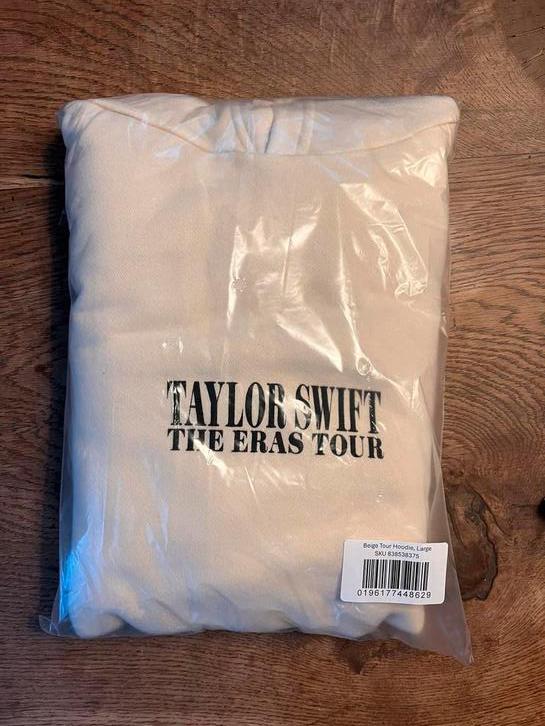 TAYLOR SWIFT
THE ERAS TOUR
Beige Tour Hoodie, Large
SKU 838538375
0196177448629